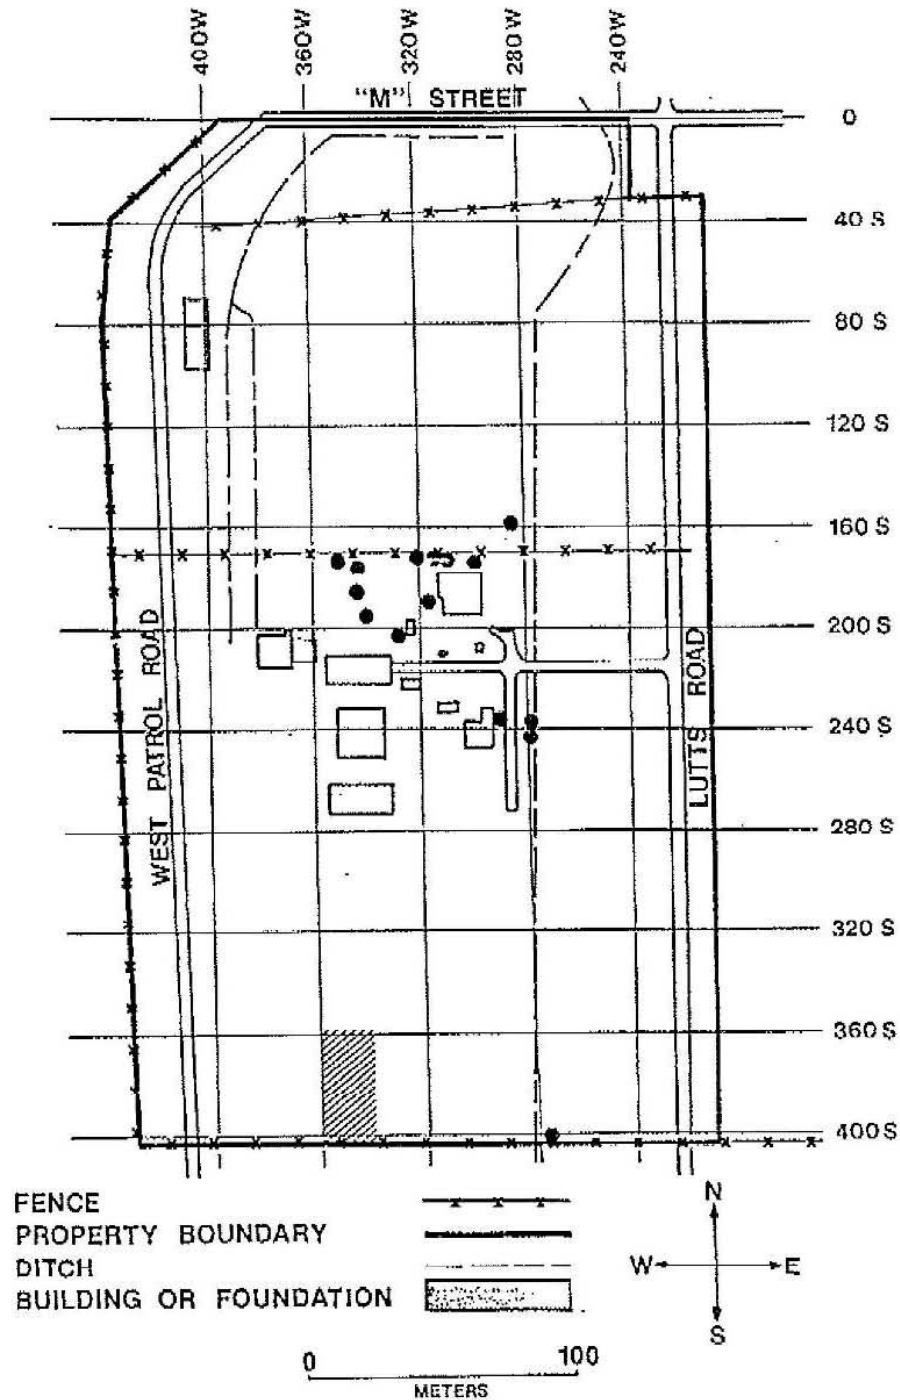 400W
360W
320W
280W
240W
"M" STREET
0
40 S
80 S
120 S
160 S
200 S
240 S
280 S
320 S
360 S
400 S
WEST PATROL ROAD
LUTTS ROAD
FENCE
PROPERTY BOUNDARY
DITCH
BUILDING OR FOUNDATION
N
W E
S
0 100
METERS